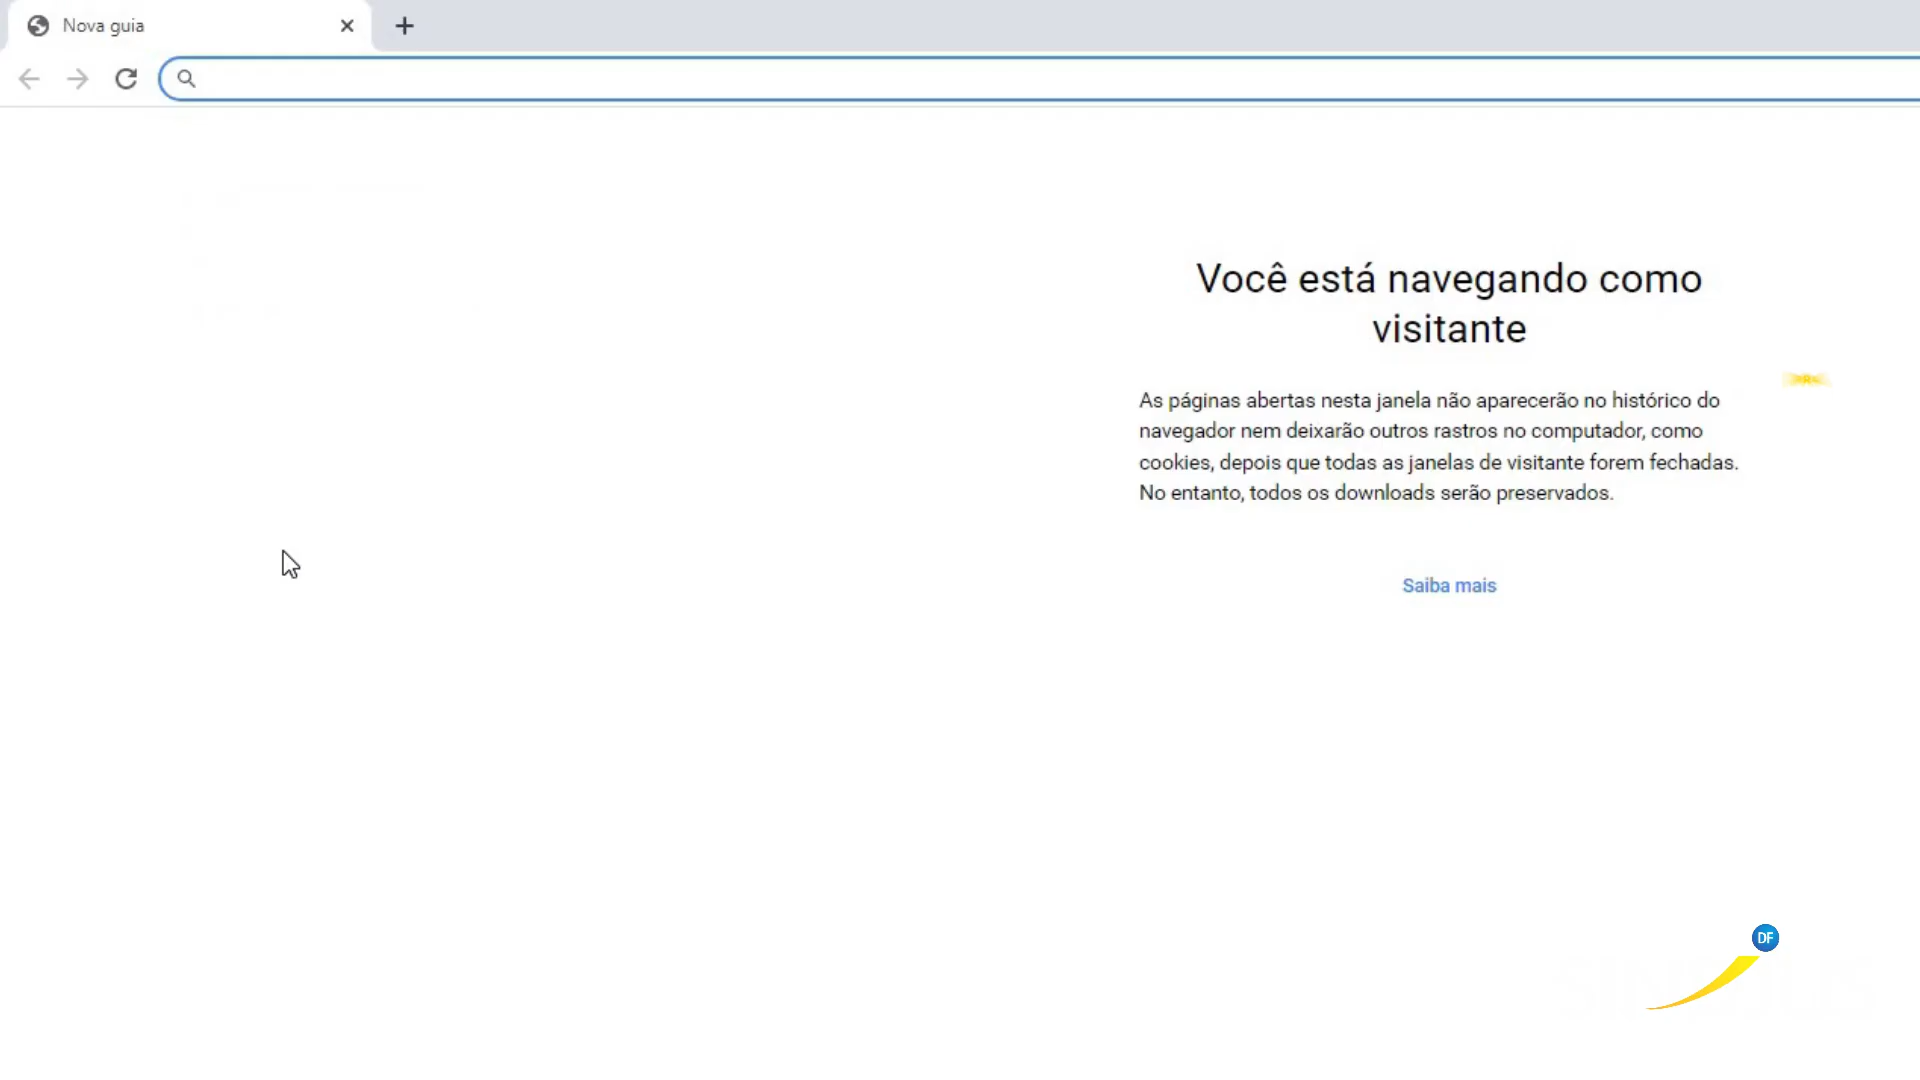 Nova guia
Você está navegando como
visitante
As páginas abertas nesta janela não aparecerão no histórico do
navegador nem deixarão outros rastros no computador, como
cookies, depois que todas as janelas de visitante forem fechadas.
No entanto, todos os downloads serão preservados.
Saiba mais
DF